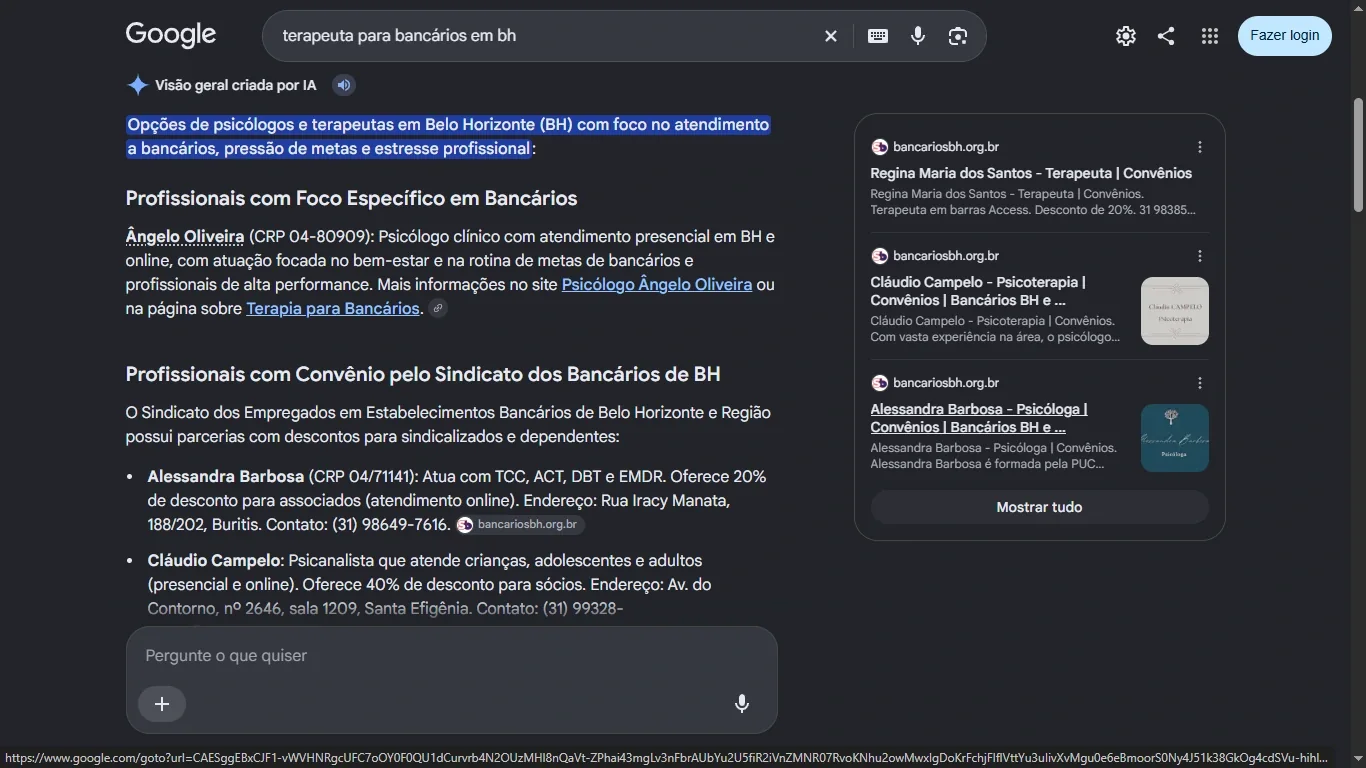 Google
terapeuta para bancários em bh
Fazer login
Visão geral criada por IA
Opções de psicólogos e terapeutas em Belo Horizonte (BH) com foco no atendimento
a bancários, pressão de metas e estresse profissional:
Profissionais com Foco Específico em Bancários
Ângelo Oliveira (CRP 04-80909): Psicólogo clínico com atendimento presencial em BH e
online, com atuação focada no bem-estar e na rotina de metas de bancários e
profissionais de alta performance. Mais informações no site Psicólogo Ângelo Oliveira ou
na página sobre Terapia para Bancários.
Profissionais com Convênio pelo Sindicato dos Bancários de BH
O Sindicato dos Empregados em Estabelecimentos Bancários de Belo Horizonte e Região
possui parcerias com descontos para sindicalizados e dependentes:
• Alessandra Barbosa (CRP 04/71141): Atua com TCC, ACT, DBT e EMDR. Oferece 20%
de desconto para associados (atendimento online). Endereço: Rua Iracy Manata,
188/202, Buritis. Contato: (31) 98649-7616. bancariosbh.org.br
• Cláudio Campelo: Psicanalista que atende crianças, adolescentes e adultos
(presencial e online). Oferece 40% de desconto para sócios. Endereço: Av. do
Contorno, nº 2646, sala 1209, Santa Efigênia. Contato: (31) 99328-
Pergunte o que quiser
bancariosbh.org.br
Regina Maria dos Santos - Terapeuta | Convênios
Regina Maria dos Santos - Terapeuta | Convênios.
Terapeuta em barras Access. Desconto de 20%. 31 98385...
bancariosbh.org.br
Cláudio Campelo - Psicoterapia |
Convênios | Bancários BH e ...
Cláudio Campelo - Psicoterapia | Convênios.
Com vasta experiência na área, o psicólogo...
Cláudio CAMPELO
Psicoterapia
bancariosbh.org.br
Alessandra Barbosa - Psicóloga |
Convênios | Bancários BH e ...
Alessandra Barbosa - Psicóloga | Convênios.
Alessandra Barbosa é formada pela PUC...
Alessandra Barbosa
Psicóloga
Mostrar tudo